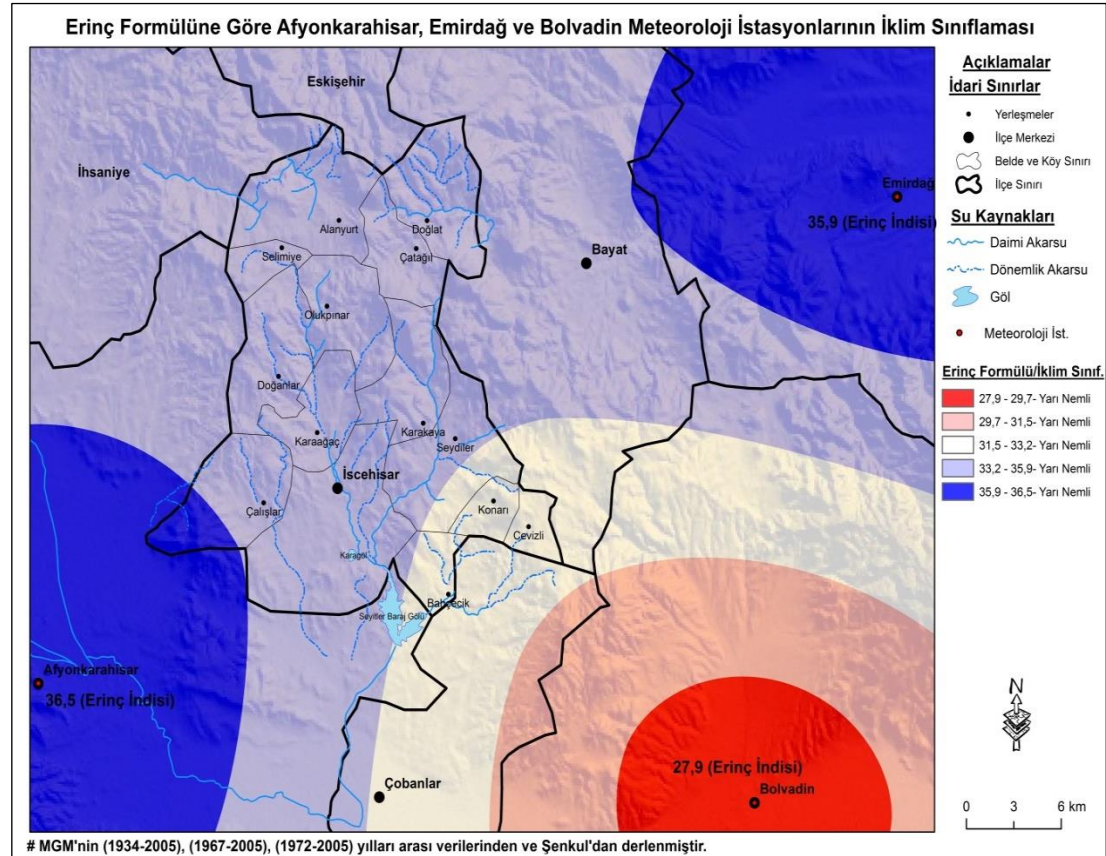 Erinç Formülüne Göre Afyonkarahisar, Emirdağ ve Bolvadin Meteoroloji İstasyonlarının İklim Sınıflaması
Eskişehir
İhsaniye
Emirdağ
35,9 (Erinç İndisi)
Alanyurt
Doğlat
Selimiye
Çatağıl
Bayat
Olukpınar
Doğanlar
Karaağaç
Karakaya
Seydiler
İscehisar
Çalışlar
Konarı
Cevizli
Karagöl
Bahçecik
Seyitler Baraj Gölü
Afyonkarahisar
36,5 (Erinç İndisi)
27,9 (Erinç İndisi)
Bolvadin
Çobanlar
Açıklamalar
İdari Sınırlar
Yerleşmeler
İlçe Merkezi
Belde ve Köy Sınırı
İlçe Sınırı
Su Kaynakları
Daimi Akarsu
Dönemlik Akarsu
Göl
Meteoroloji İst.
Erinç Formülü/İklim Sınıf.
27,9 - 29,7- Yarı Nemli
29,7 - 31,5- Yarı Nemli
31,5 - 33,2- Yarı Nemli
33,2 - 35,9- Yarı Nemli
35,9 - 36,5- Yarı Nemli
N
0 3 6 km
# MGM'nin (1934-2005), (1967-2005), (1972-2005) yılları arası verilerinden ve Şenkul'dan derlenmiştir.